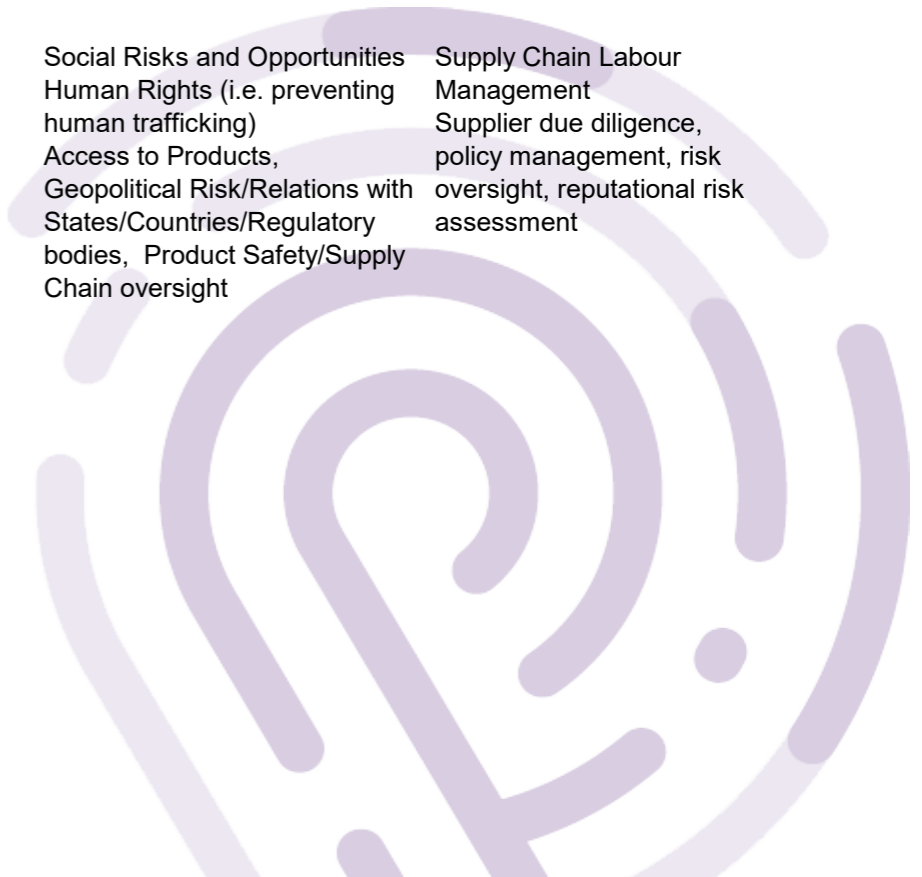 Social Risks and Opportunities
Human Rights (i.e. preventing
human trafficking)
Access to Products,
Geopolitical Risk/Relations with
States/Countries/Regulatory
bodies,  Product Safety/Supply
Chain oversight
Supply Chain Labour
Management
Supplier due diligence,
policy management, risk
oversight, reputational risk
assessment